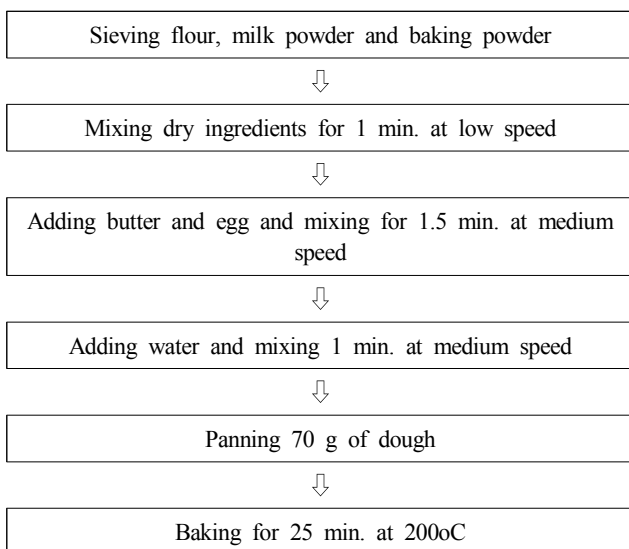 Sieving flour, milk powder and baking powder
Mixing dry ingredients for 1 min. at low speed
Adding butter and egg and mixing for 1.5 min. at medium
speed
Adding water and mixing 1 min. at medium speed
Panning 70 g of dough
Baking for 25 min. at 200oC